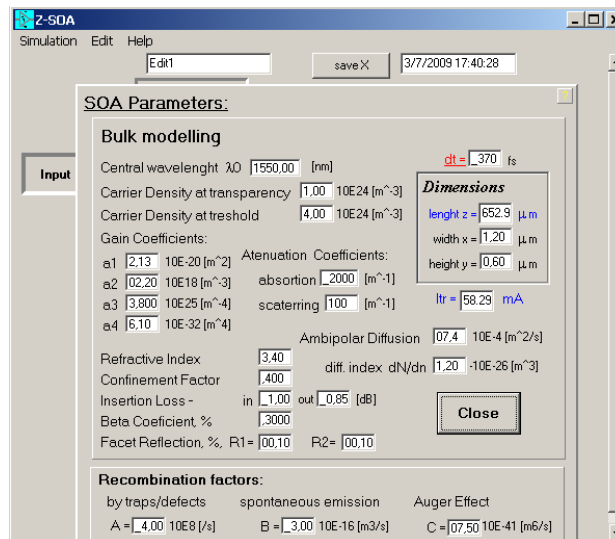 Z-SOA
Simulation Edit Help
Edit1 save X 3/7/2009 17:40:28
SOA Parameters: ?
Input
Bulk modelling
Central wavelenght λ0 1550,00 [nm]
dt = _370 fs
Carrier Density at transparency 1,00 10E24 [m^-3]
Carrier Density at treshold 4,00 10E24 [m^-3]
Dimensions
lenght z = 652.9 μm
width x = 1,20 μm
height y = 0,60 μm
Gain Coefficients:
a1 2,13 10E-20 [m^2]
a2 02,20 10E18 [m^-3]
a3 3,800 10E25 [m^-4]
a4 6,10 10E-32 [m^4]
Atenuation Coefficients:
absortion _2000 [m^-1]
scaterring 100 [m^-1]
Itr = 58.29 mA
Ambipolar Diffusion 07,4 10E-4 [m^2/s]
Refractive Index 3,40
diff. index dN/dn 1,20 -10E-26 [m^3]
Confinement Factor ,400
Insertion Loss - in _1,00 out _0,85 [dB]
Beta Coeficient, % ,3000
Close
Facet Reflection, %, R1= 00,10 R2= 00,10
Recombination factors:
by traps/defects spontaneous emission Auger Effect
A = _4,00 10E8 [/s] B = _3,00 10E-16 [m3/s] C = 07,50 10E-41 [m6/s]